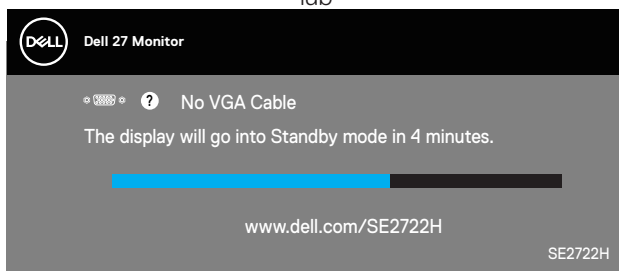 DELL
Dell 27 Monitor
? No VGA Cable
The display will go into Standby mode in 4 minutes.
www.dell.com/SE2722H
SE2722H